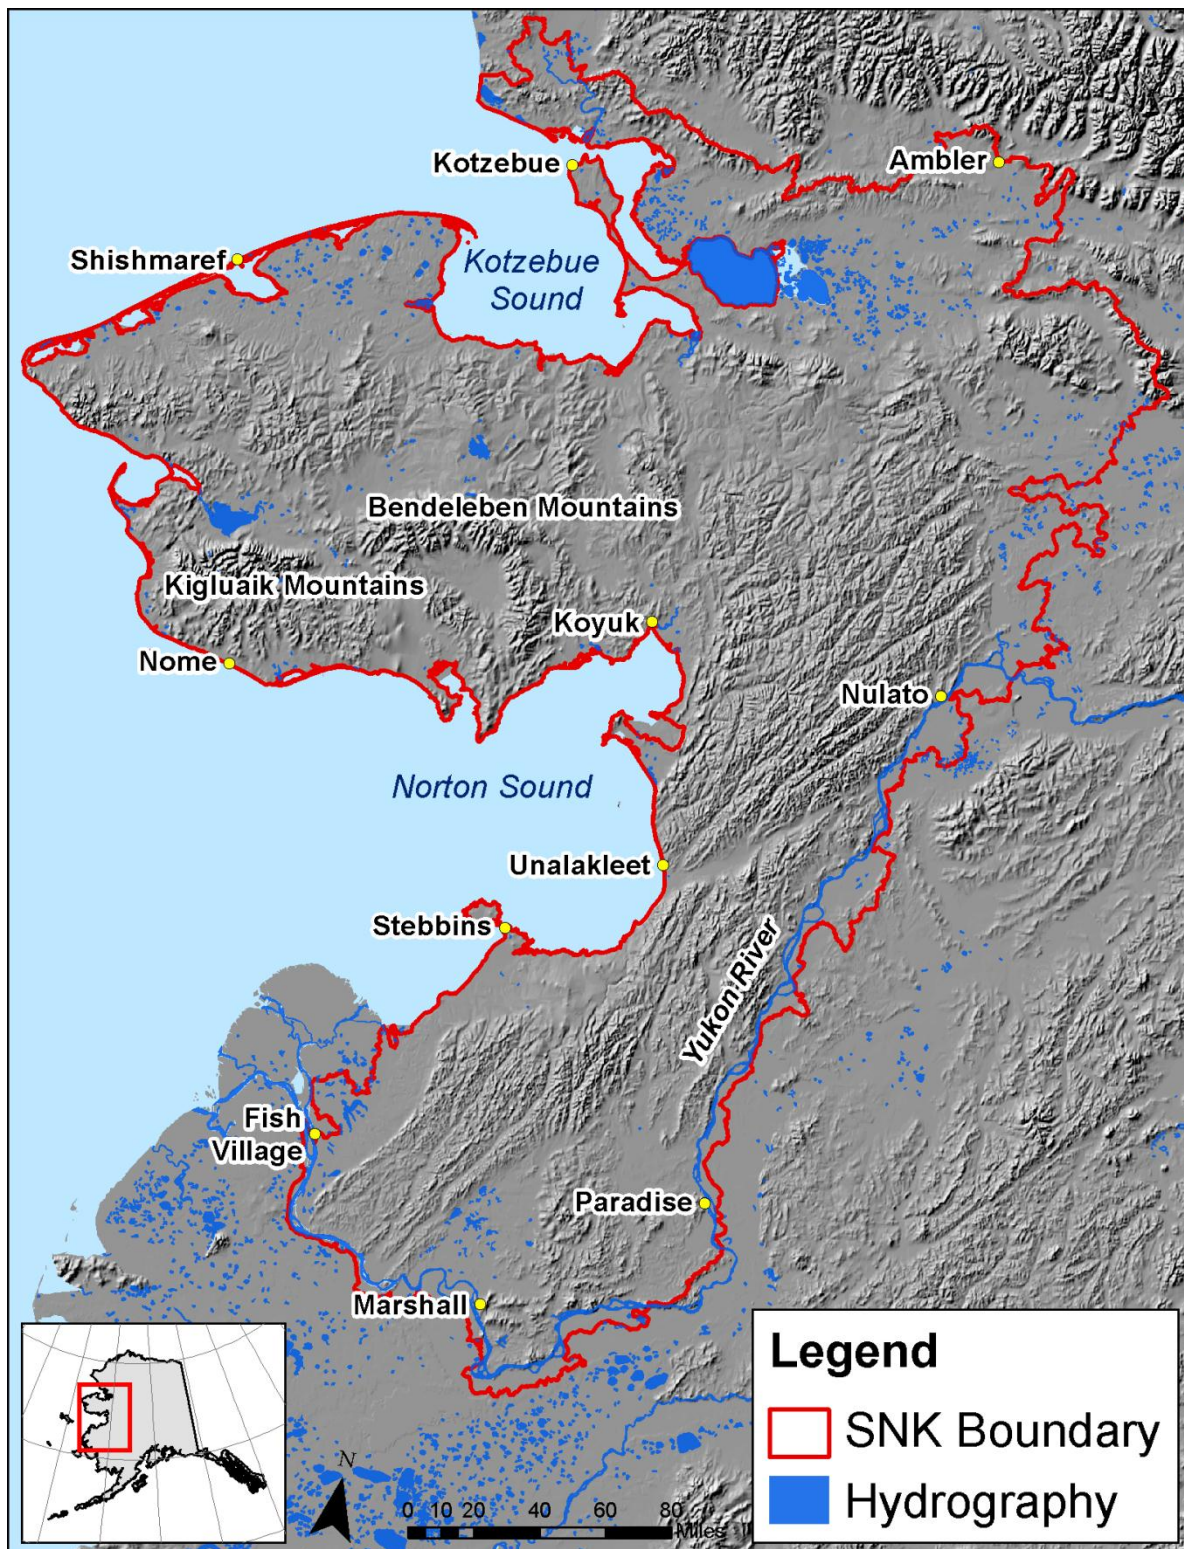 Kotzebue
Ambler
Shishmaref
Kotzebue
Sound
Bendeleben Mountains
Kigluaik Mountains
Koyuk
Nome
Nulato
Norton Sound
Unalakleet
Stebbins
Yukon River
Fish
Village
Paradise
Marshall
Legend
SNK Boundary
Hydrography
N
0 10 20 40 60 80
Miles